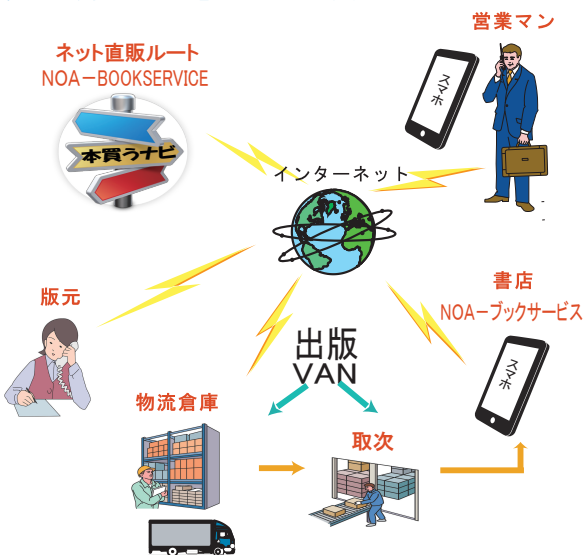 営業マン
ネット直販ルート
NOA－BOOKSERVICE
スマホ
本買うナビ
インターネット
版元
書店
NOA－ブックサービス
出版
VAN
スマホ
物流倉庫
取次